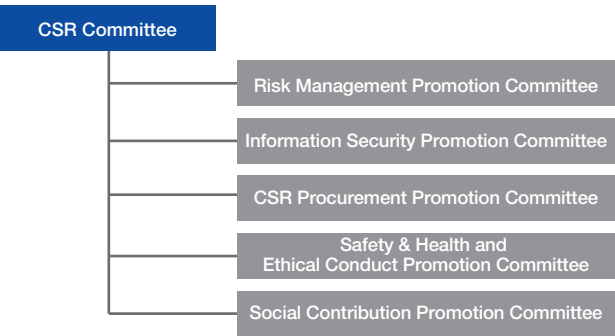 CSR Committee
Risk Management Promotion Committee
Information Security Promotion Committee
CSR Procurement Promotion Committee
Safety & Health and
Ethical Conduct Promotion Committee
Social Contribution Promotion Committee